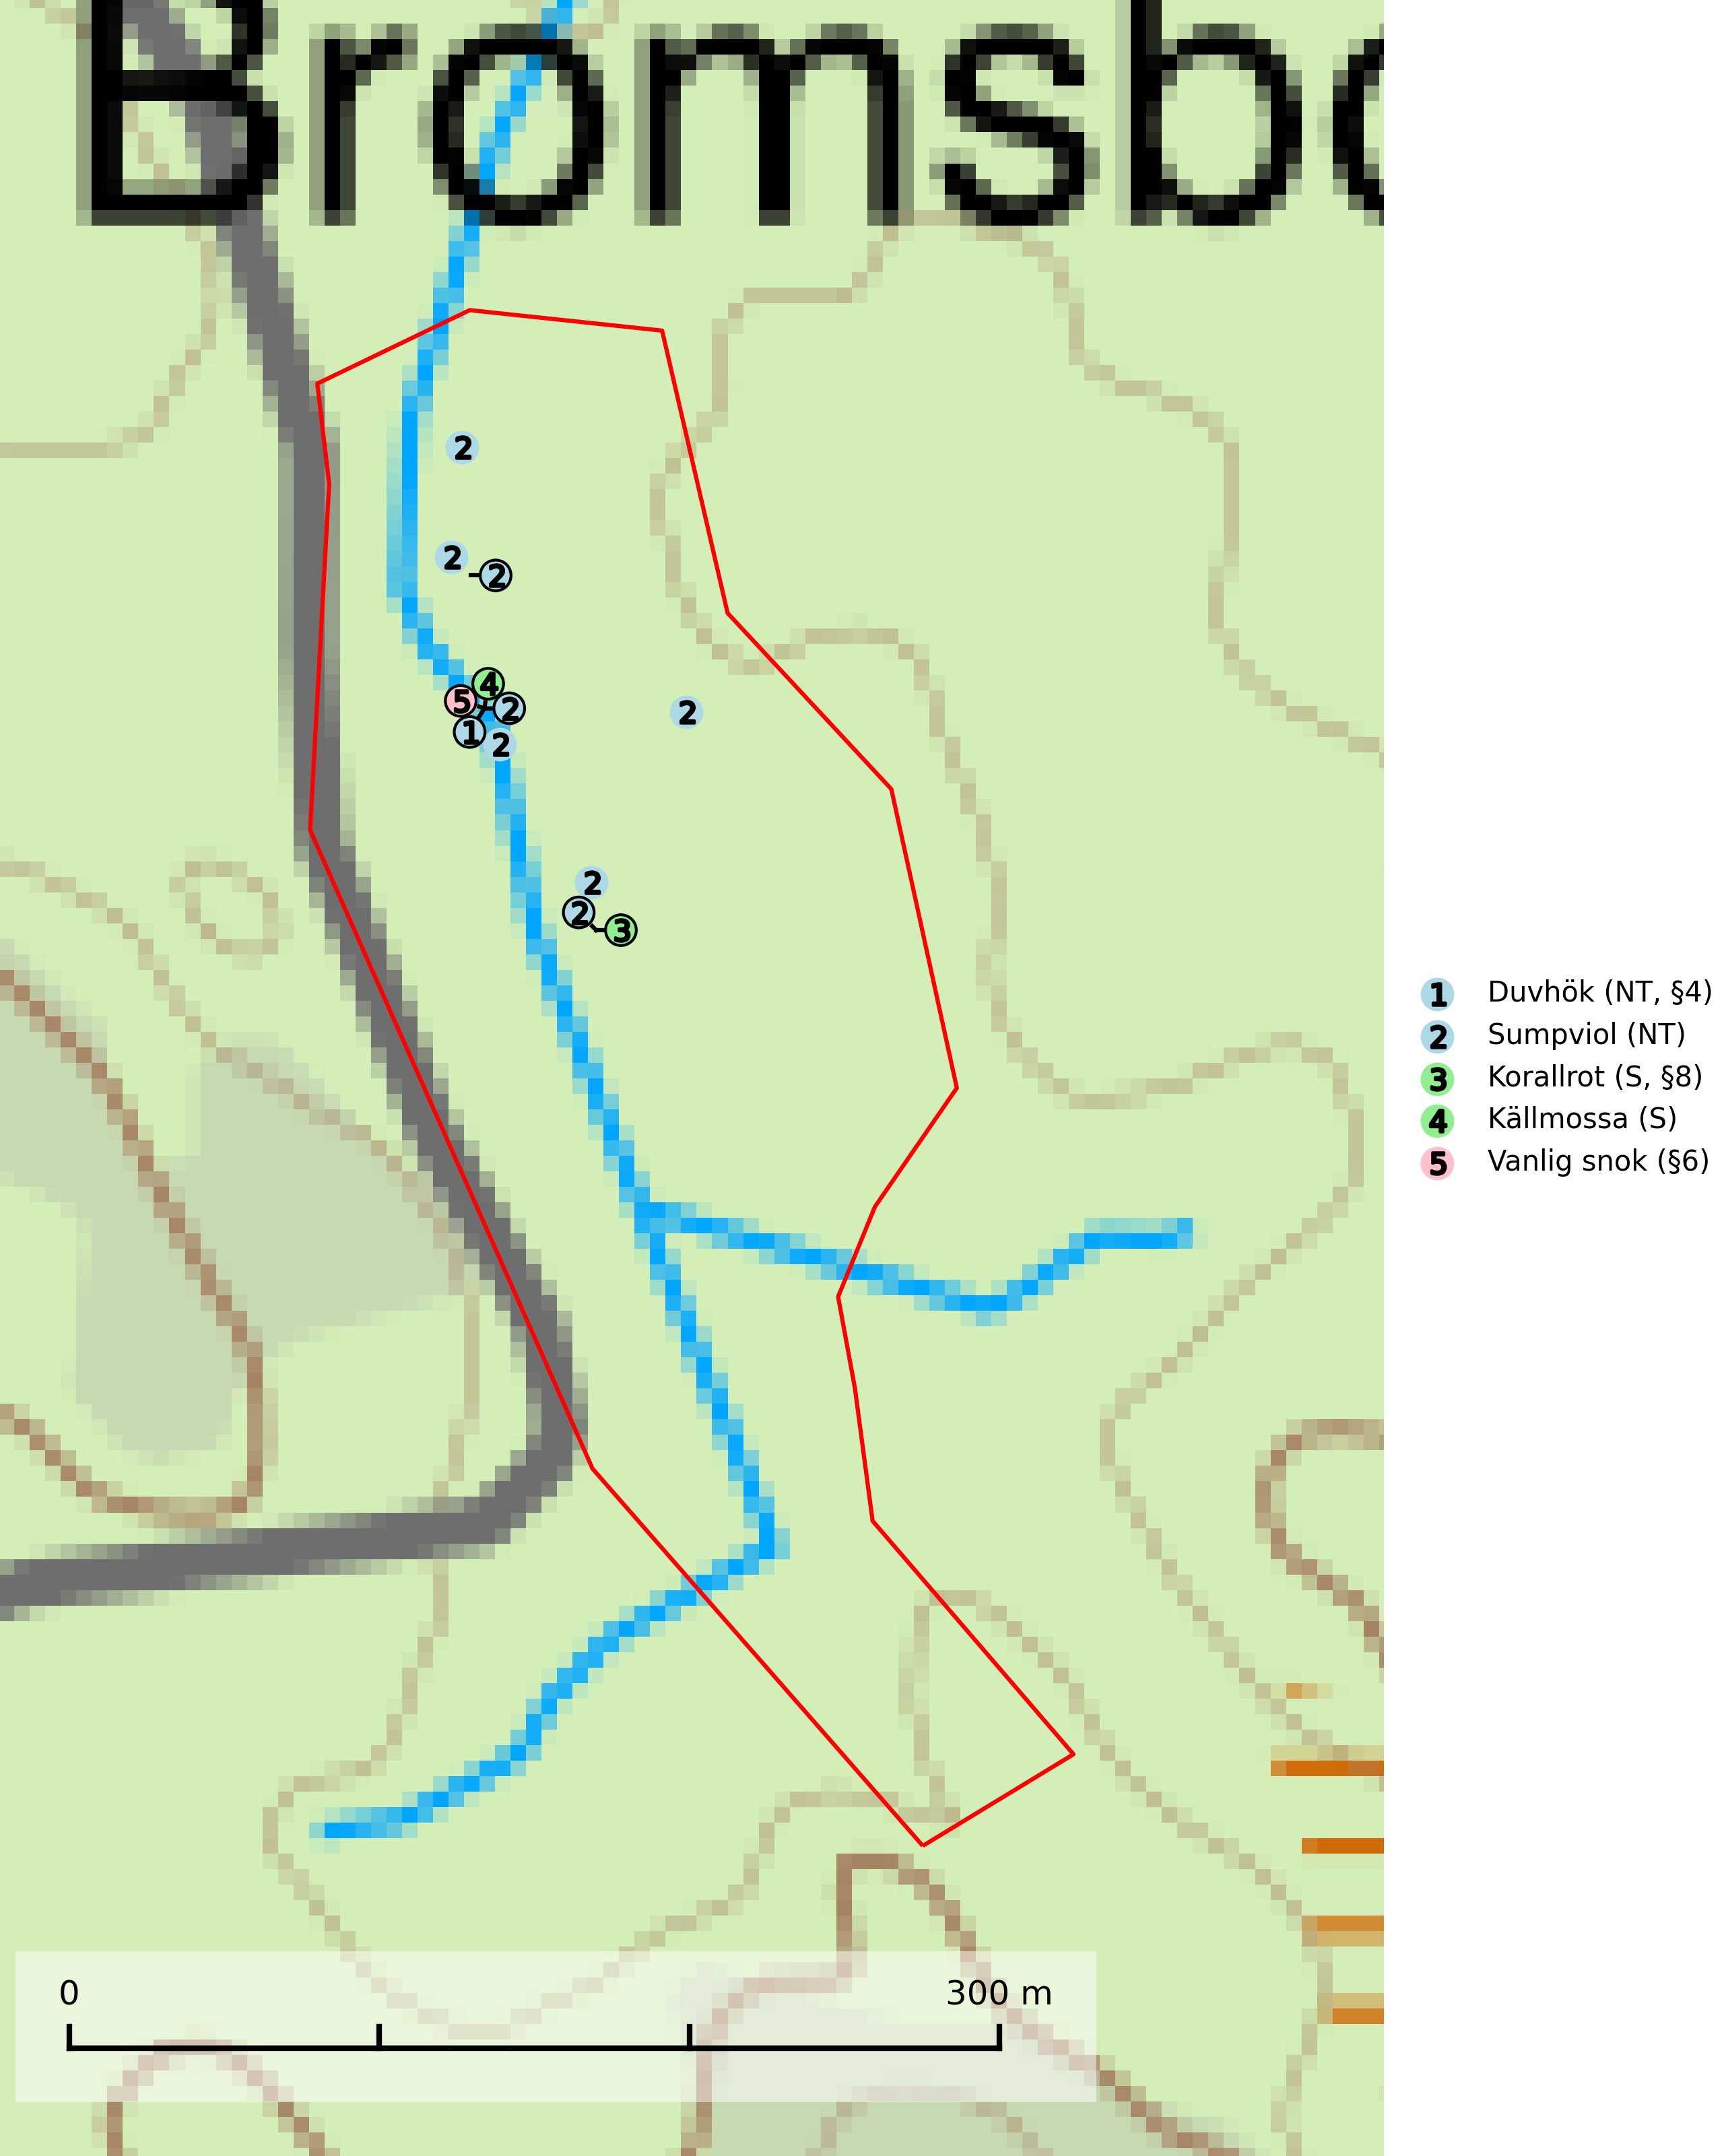 Bromsb
2
2
2
4
5
2
1
2
2
2
2
3
1 Duvhök (NT, §4)
2 Sumpviol (NT)
3 Korallrot (S, §8)
4 Källmossa (S)
5 Vanlig snok (§6)
0
300 m